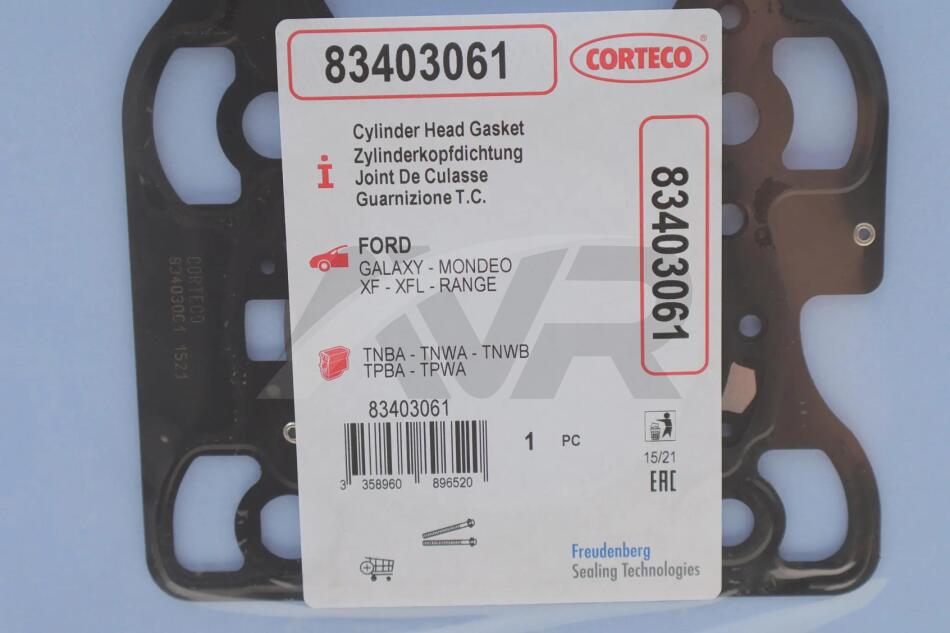 83403061
CORTECO®
Cylinder Head Gasket
Zylinderkopfdichtung
Joint De Culasse
Guarnizione T.C.
i
FORD
GALAXY - MONDEO
XF - XFL - RANGE
TNBA - TNWA - TNWB
TPBA - TPWA
83403061
3 358960 896520
1 PC
83403061
15/21
EAC
Freudenberg
Sealing Technologies
CORTECO
83403061 1521
AVR